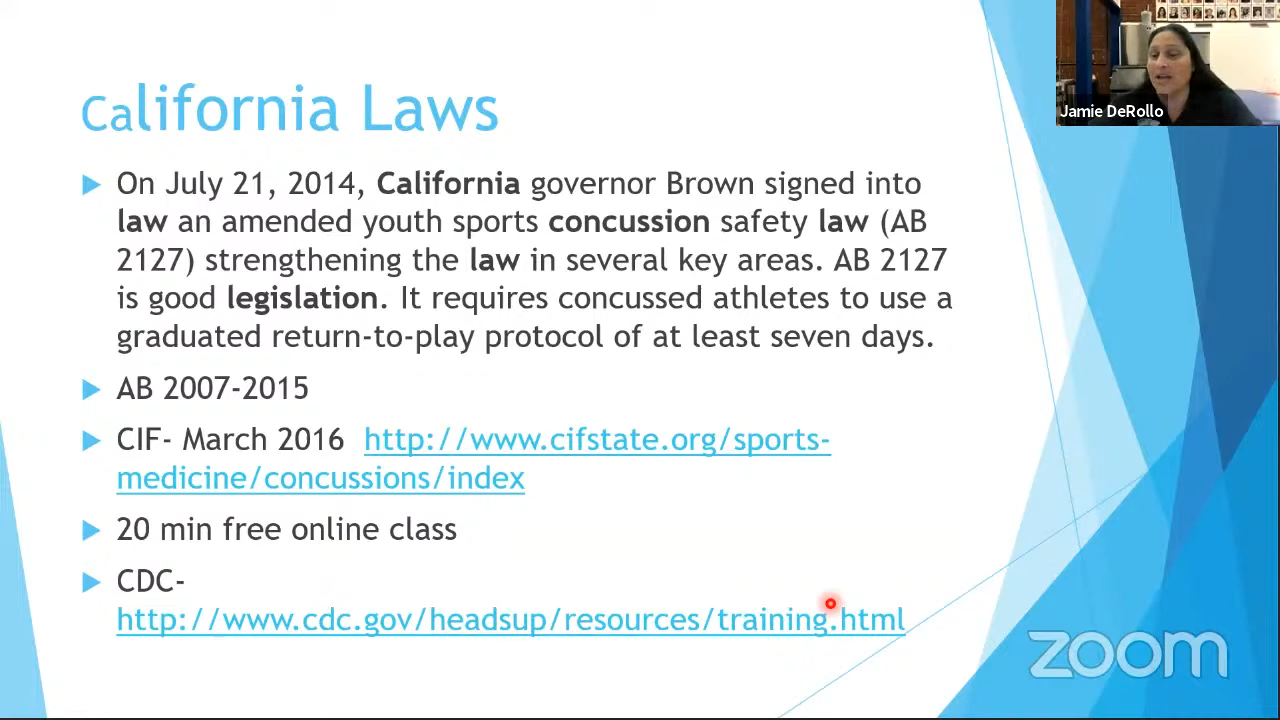 California Laws
Jamie DeRollo
On July 21, 2014, California governor Brown signed into
law an amended youth sports concussion safety law (AB
2127) strengthening the law in several key areas. AB 2127
is good legislation. It requires concussed athletes to use a
graduated return-to-play protocol of at least seven days.
AB 2007-2015
CIF- March 2016 http://www.cifstate.org/sports-
medicine/concussions/index
20 min free online class
CDC-
http://www.cdc.gov/headsup/resources/training.html
zoom